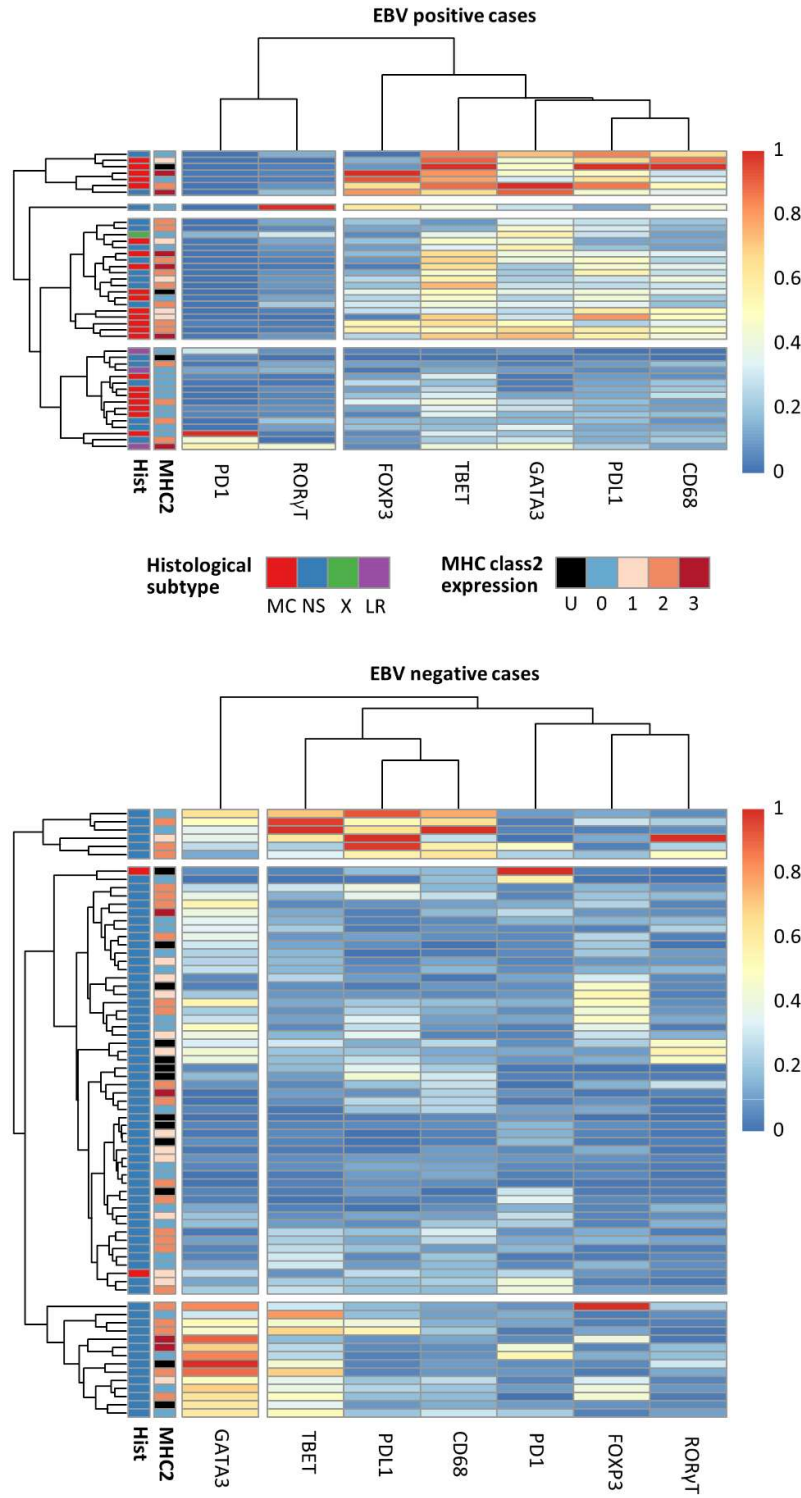 EBV positive cases
1
0.8
0.6
0.4
0.2
0
Hist
MHC2
PD1
RORγT
FOXP3
TBET
GATA3
PDL1
CD68
Histological
subtype
MC NS X LR
MHC class2
expression
U 0 1 2 3
EBV negative cases
1
0.8
0.6
0.4
0.2
0
Hist
MHC2
GATA3
TBET
PDL1
CD68
PD1
FOXP3
RORγT